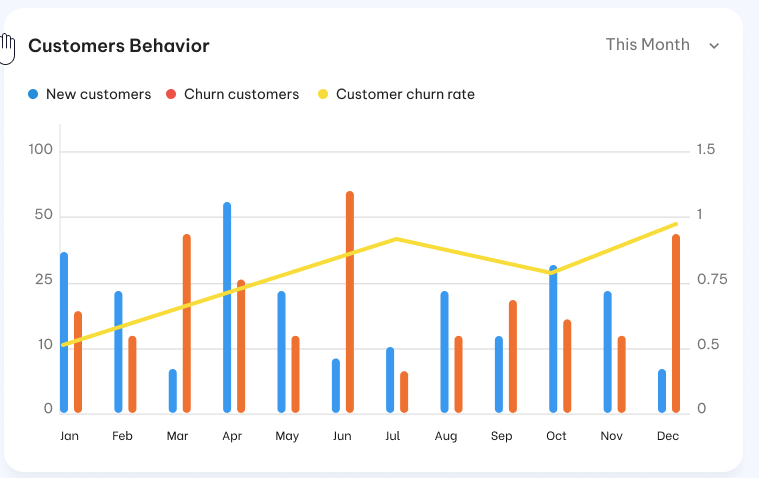 Customers Behavior
This Month
New customers
Churn customers
Customer churn rate
100
50
25
10
0
1.5
1
0.75
0.5
0
Jan Feb Mar Apr May Jun Jul Aug Sep Oct Nov Dec